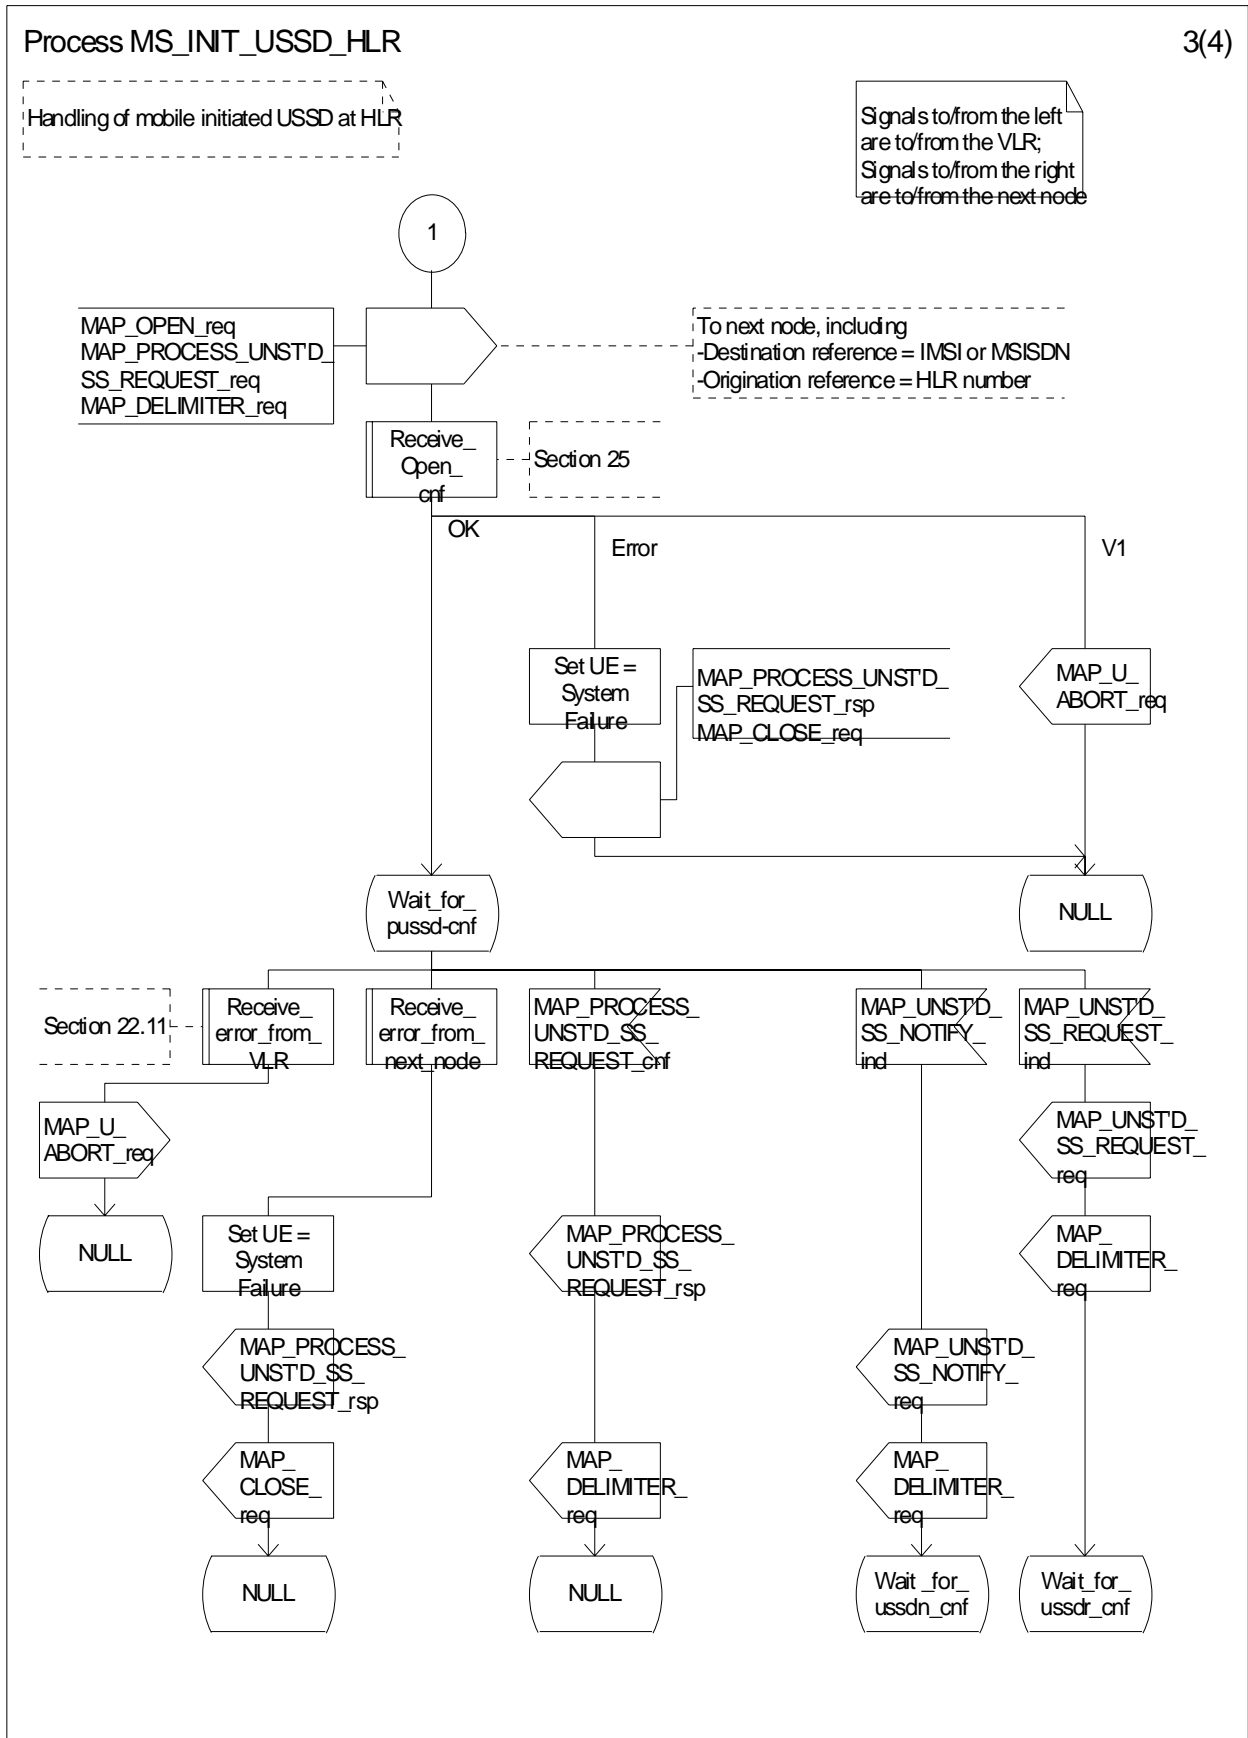 Process MS_INIT_USSD_HLR
3(4)
Handling of mobile initiated USSD at HLR
Signals to/from the left
are to/from the VLR;
Signals to/from the right
are to/from the next node
1
MAP_OPEN_req
MAP_PROCESS_UNST'D_
SS_REQUEST_req
MAP_DELIMITER_req
To next node, including
-Destination reference = IMSI or MSISDN
-Origination reference = HLR number
Receive_
Open_
cnf
Section 25
OK
Error
V1
Set UE =
System
Failure
MAP_PROCESS_UNST'D_
SS_REQUEST_rsp
MAP_CLOSE_req
MAP_U_
ABORT_req
Wait_for_
pussd-cnf
NULL
Section 22.11
Receive_
error_from_
VLR
Receive_
error_from_
next_node
MAP_PROCESS_
UNST'D_SS_
REQUEST_cnf
MAP_UNST'D_
SS_NOTIFY_
ind
MAP_UNST'D_
SS_REQUEST_
ind
MAP_U_
ABORT_req
MAP_UNST'D_
SS_REQUEST_
req
NULL
Set UE =
System
Failure
MAP_PROCESS_
UNST'D_SS_
REQUEST_rsp
MAP_
DELIMITER_
req
MAP_PROCESS_
UNST'D_SS_
REQUEST_rsp
MAP_UNST'D_
SS_NOTIFY_
req
MAP_
CLOSE_
req
MAP_
DELIMITER_
req
MAP_
DELIMITER_
req
NULL
NULL
Wait _for_
ussdn_cnf
Wait_for_
ussdr_cnf